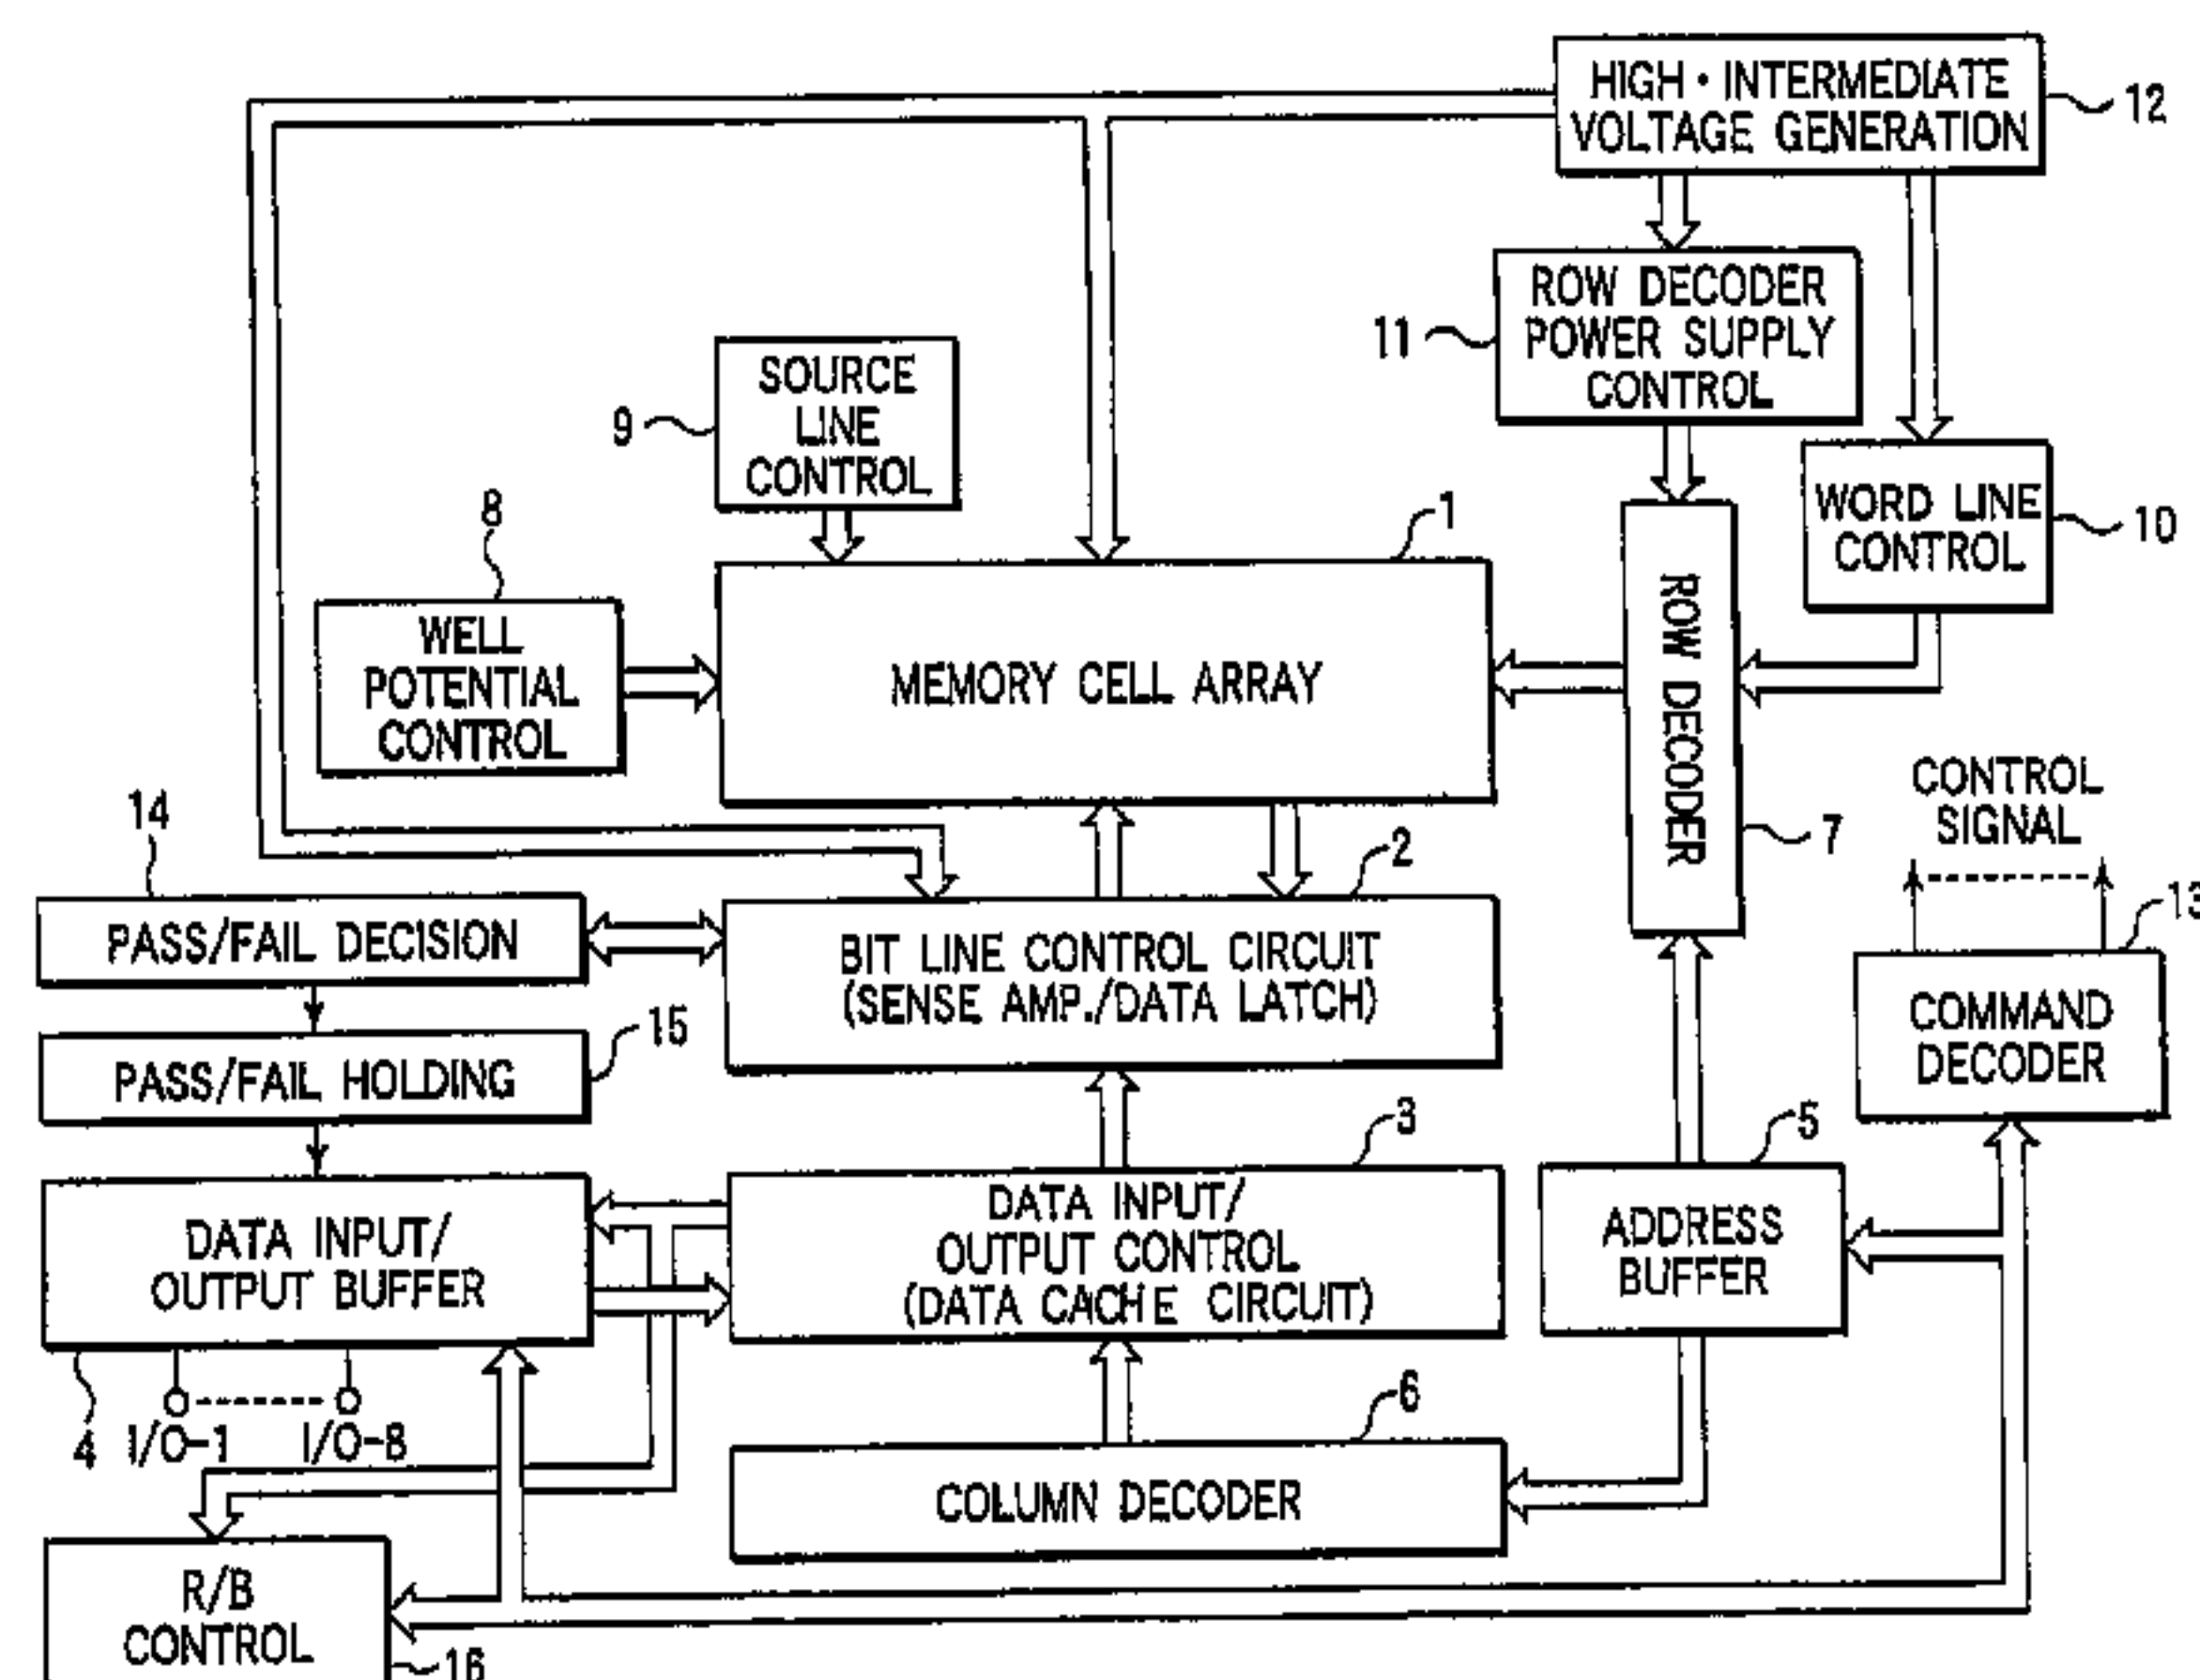 HIGH・INTERMEDIATE
VOLTAGE GENERATION
12
ROW DECODER
POWER SUPPLY
CONTROL
11
SOURCE
LINE
CONTROL
9
WORD LINE
CONTROL
10
8
1
WELL
POTENTIAL
CONTROL
MEMORY CELL ARRAY
ROW DECODER
7
CONTROL
SIGNAL
14
2
13
PASS/FAIL DECISION
BIT LINE CONTROL CIRCUIT
(SENSE AMP./DATA LATCH)
COMMAND
DECODER
15
PASS/FAIL HOLDING
3
5
DATA INPUT/
OUTPUT BUFFER
DATA INPUT/
OUTPUT CONTROL
(DATA CACHE CIRCUIT)
ADDRESS
BUFFER
4
I/O-1
I/O-8
6
COLUMN DECODER
R/B
CONTROL
16